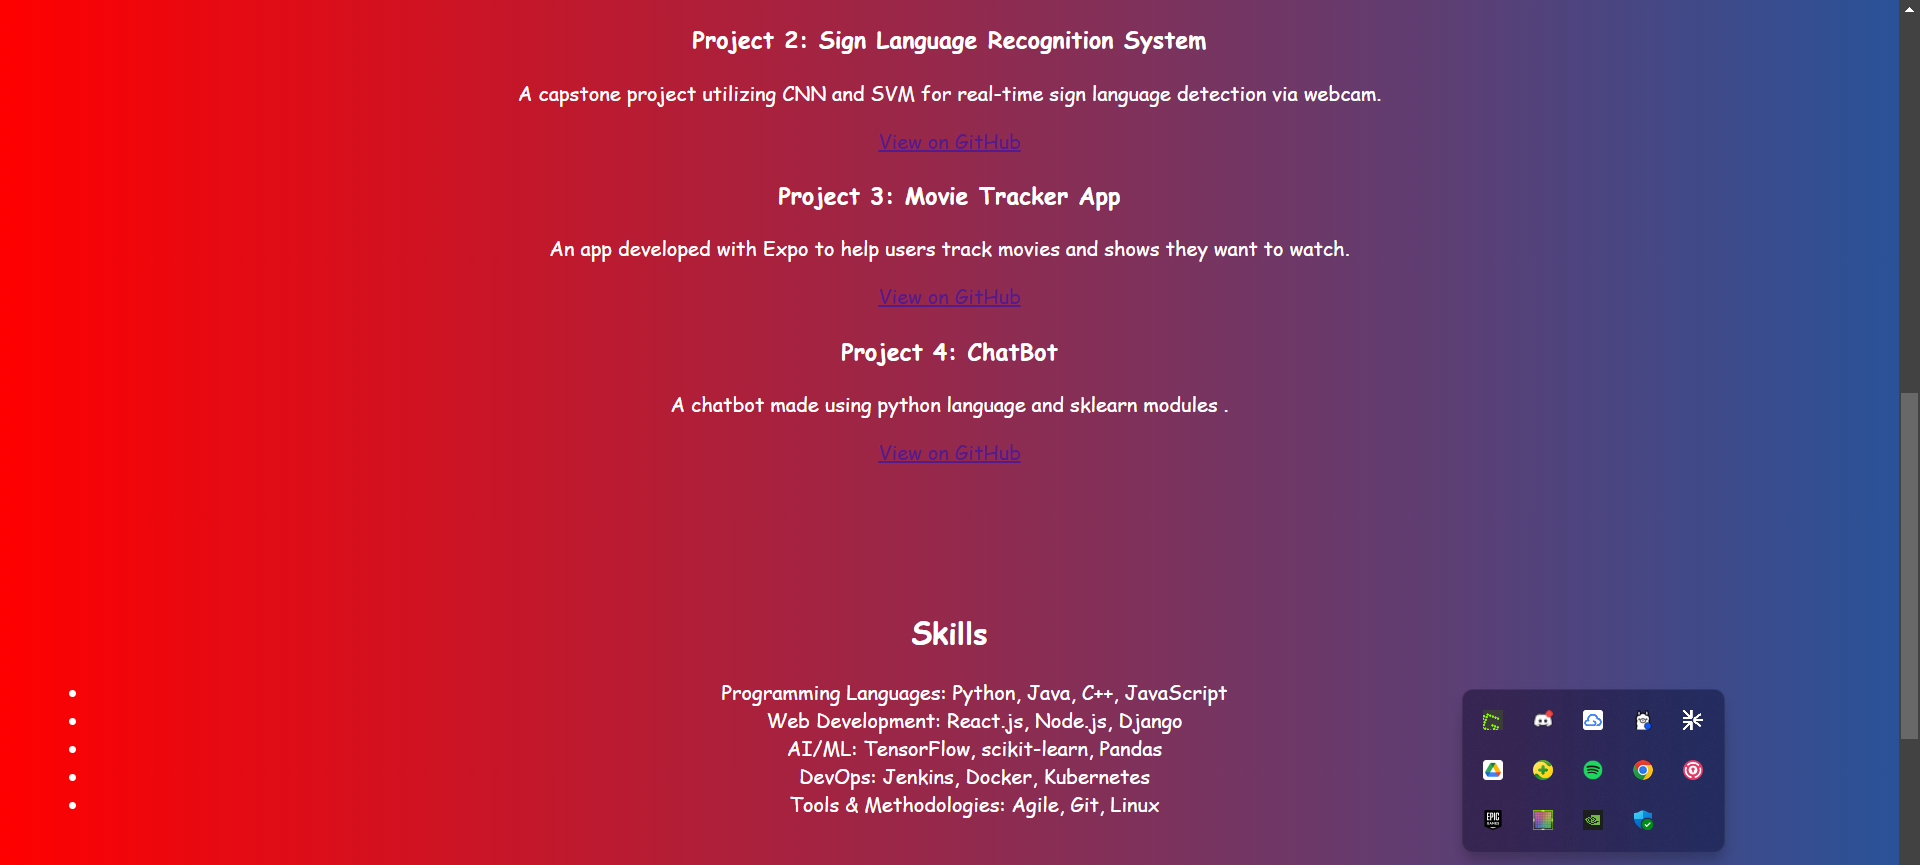 Project 2: Sign Language Recognition System
A capstone project utilizing CNN and SVM for real-time sign language detection via webcam.
View on GitHub
Project 3: Movie Tracker App
An app developed with Expo to help users track movies and shows they want to watch.
View on GitHub
Project 4: ChatBot
A chatbot made using python language and sklearn modules .
View on GitHub
Skills
Programming Languages: Python, Java, C++, JavaScript
Web Development: React.js, Node.js, Django
AI/ML: TensorFlow, scikit-learn, Pandas
DevOps: Jenkins, Docker, Kubernetes
Tools & Methodologies: Agile, Git, Linux
EPIC
GAMES